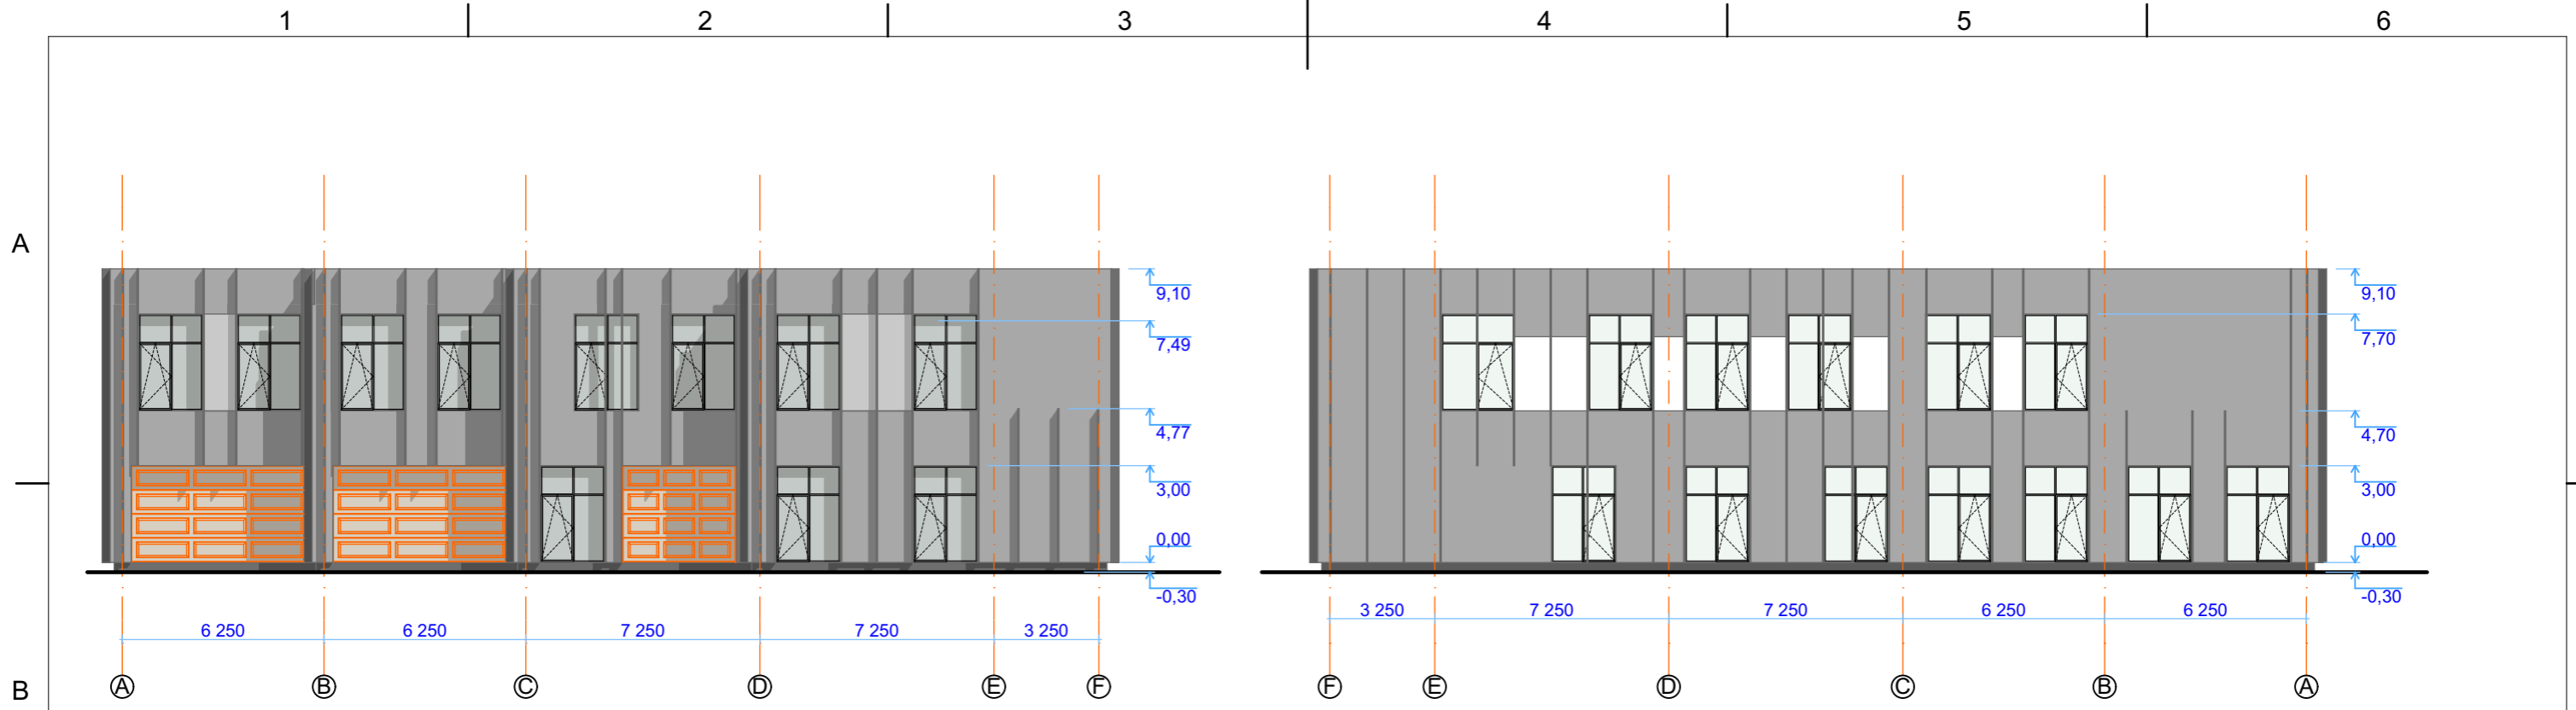 1 2 3 4 5 6
A
9,10 9,10
7,49 7,70
4,77 4,70
3,00 3,00
0,00 0,00
-0,30 -0,30
6 250 6 250 7 250 7 250 3 250
3 250 7 250 7 250 6 250 6 250
B
A B C D E F
F E D C B A